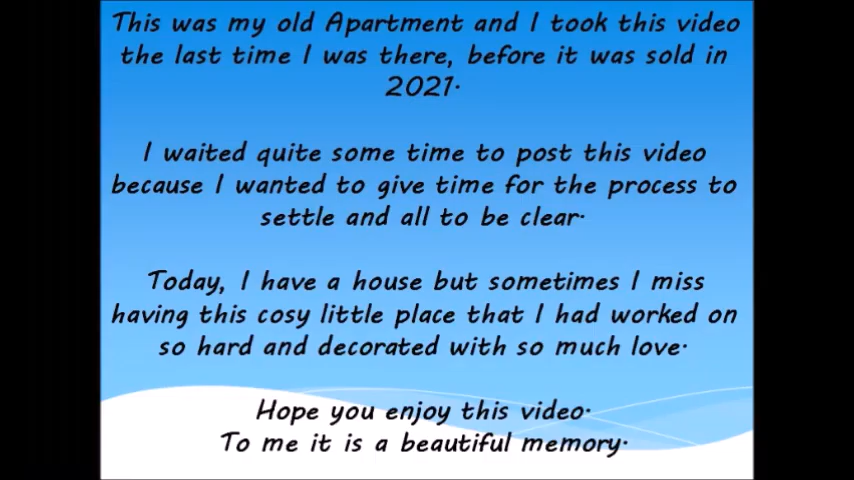 This was my old Apartment and I took this video
the last time I was there, before it was sold in
2021.
I waited quite some time to post this video
because I wanted to give time for the process to
settle and all to be clear.
Today, I have a house but sometimes I miss
having this cosy little place that I had worked on
so hard and decorated with so much love.
Hope you enjoy this video.
To me it is a beautiful memory.